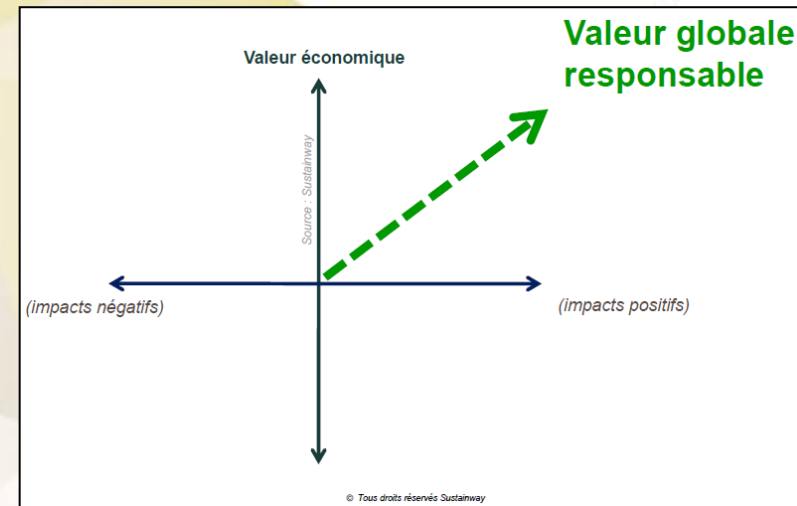 Valeur globale
responsable
Valeur économique
Source : Sustainway
(impacts négatifs)
(impacts positifs)
© Tous droits réservés Sustainway